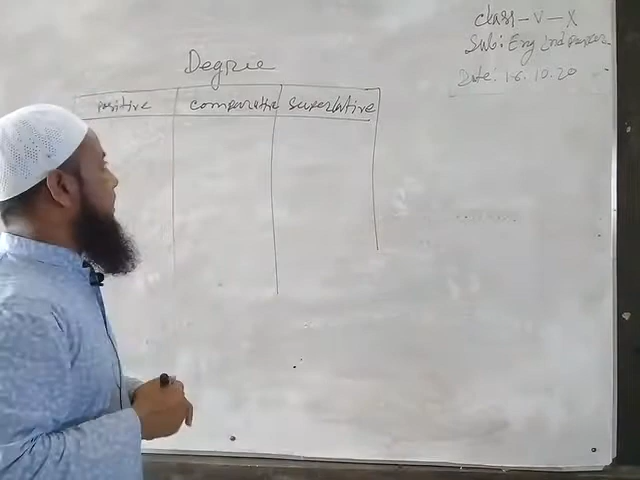 Class - V - X
Sub: Eng 2nd paper
Date: 16.10.20
Degree
positive comparative superlative